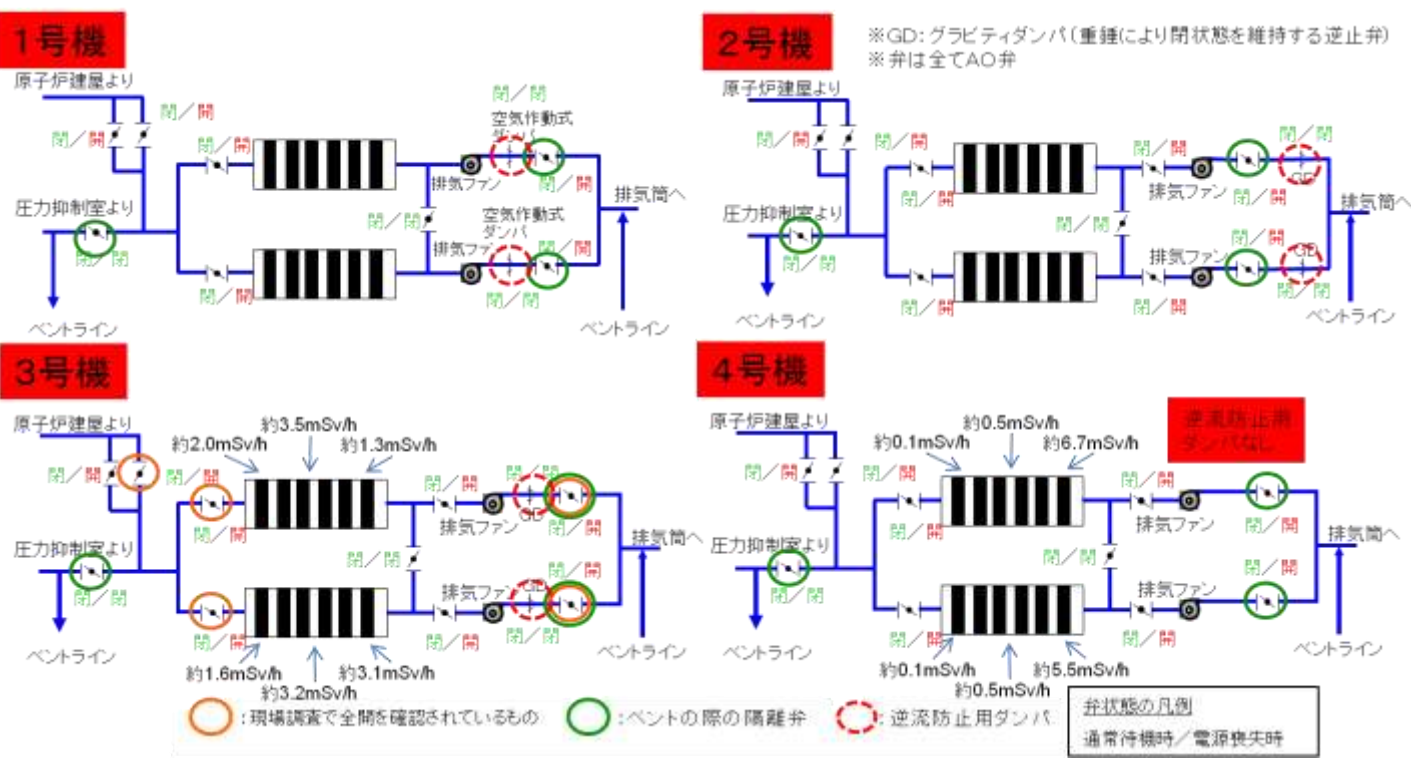 1号機
原子炉建屋より
閉/開
閉/開
閉/開
閉/閉
空気作動式
ダンパ
排気ファン
閉/開
排気筒へ
圧力抑制室より
閉/閉
閉/閉
空気作動式
ダンパ
排気ファン
閉/開
閉/開
閉/閉
ベントライン
ベントライン
2号機
※GD:グラビティダンパ(重錘により閉状態を維持する逆止弁)
※弁は全てAO弁
原子炉建屋より
閉/開
閉/開
閉/開
閉/閉
GD
閉/開
排気ファン
閉/開
排気筒へ
圧力抑制室より
閉/閉
閉/閉
閉/開
排気ファン
GD
閉/開
閉/開
閉/閉
ベントライン
ベントライン
3号機
原子炉建屋より
約3.5mSv/h
約2.0mSv/h
約1.3mSv/h
閉/開
閉/開
閉/開
閉/閉
GD
閉/開
排気ファン
閉/開
排気筒へ
圧力抑制室より
閉/閉
閉/閉
閉/開
排気ファン
GD
閉/開
閉/開
閉/閉
ベントライン
ベントライン
約1.6mSv/h
約3.1mSv/h
約3.2mSv/h
4号機
原子炉建屋より
約0.5mSv/h
約0.1mSv/h
約6.7mSv/h
逆流防止用
ダンパなし
閉/開
閉/開
閉/開
排気ファン
閉/開
排気筒へ
圧力抑制室より
閉/閉
閉/閉
閉/開
排気ファン
閉/開
閉/開
ベントライン
ベントライン
約0.1mSv/h
約5.5mSv/h
約0.5mSv/h
:現場調査で全開を確認されているもの
:ベントの際の隔離弁
:逆流防止用ダンパ
弁状態の凡例
通常待機時/電源喪失時